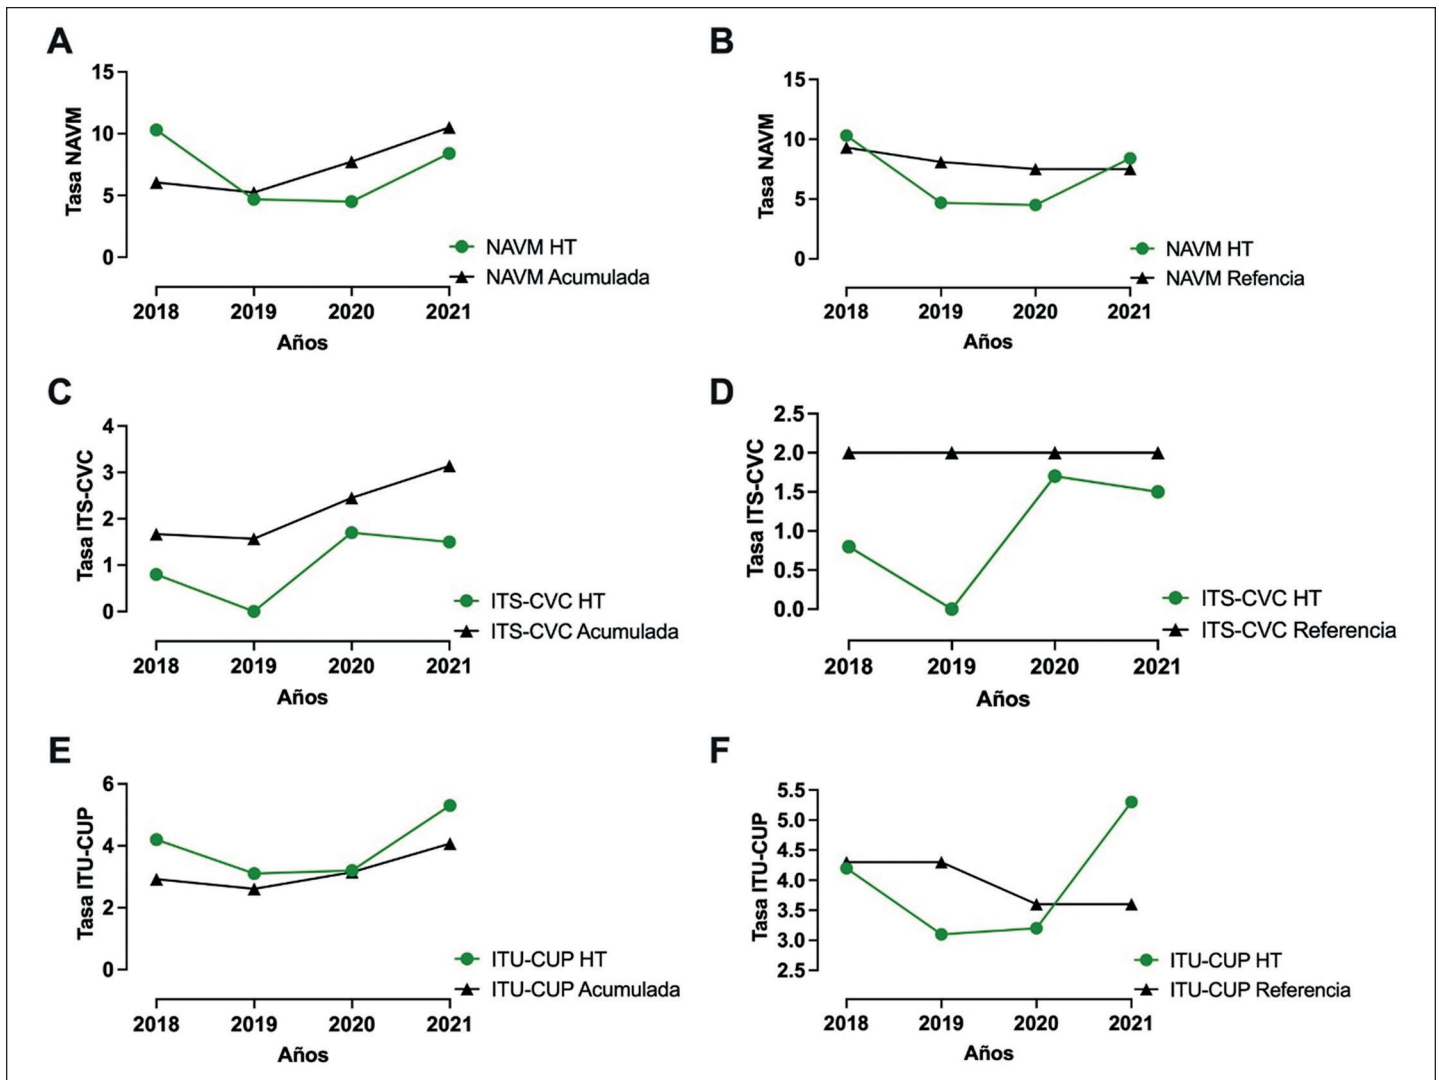 A
Tasa NAVM
15
10
5
0
NAVM HT
NAVM Acumulada
2018 2019 2020 2021
Años
B
Tasa NAVM
15
10
5
0
NAVM HT
NAVM Refencia
2018 2019 2020 2021
Años
C
Tasa ITS-CVC
4
3
2
1
0
ITS-CVC HT
ITS-CVC Acumulada
2018 2019 2020 2021
Años
D
Tasa ITS-CVC
2.5
2.0
1.5
1.0
0.5
0.0
ITS-CVC HT
ITS-CVC Referencia
2018 2019 2020 2021
Años
E
Tasa ITU-CUP
6
4
2
0
ITU-CUP HT
ITU-CUP Acumulada
2018 2019 2020 2021
Años
F
Tasa ITU-CUP
5.5
5.0
4.5
4.0
3.5
3.0
2.5
ITU-CUP HT
ITU-CUP Referencia
2018 2019 2020 2021
Años